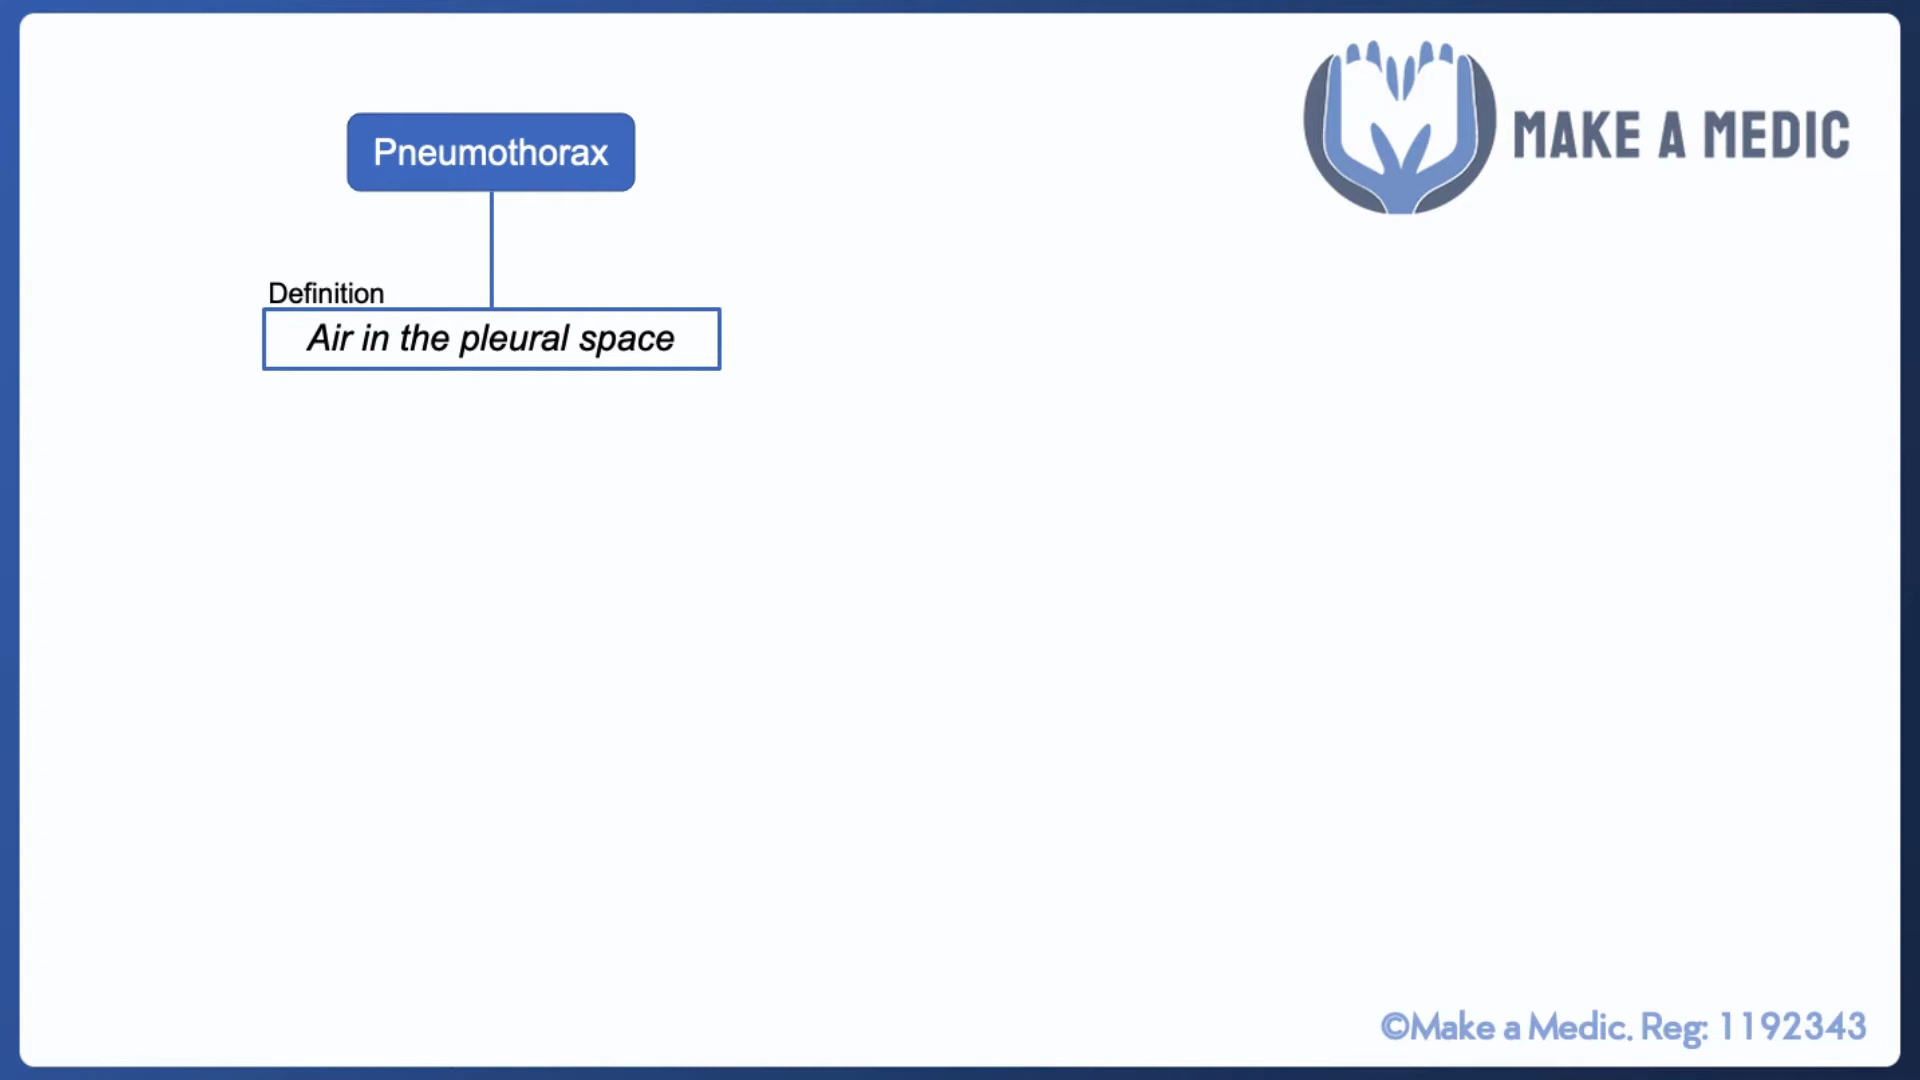 MAKE A MEDIC
Pneumothorax
Definition
Air in the pleural space
©Make a Medic. Reg: 1192343